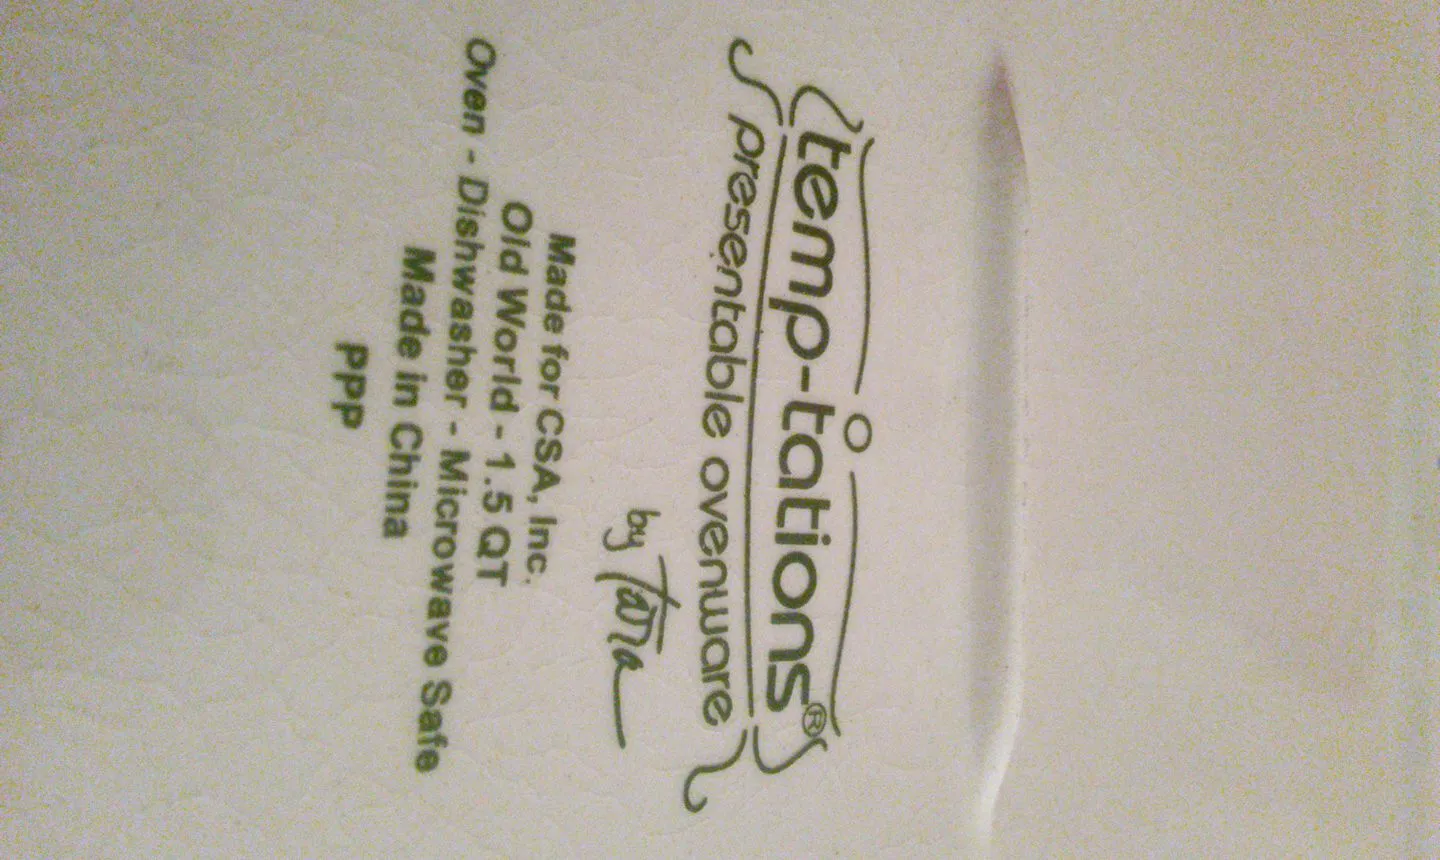 temp-tations®
presentable ovenware
by Tara
Made for CSA, Inc.
Old World - 1.5 QT
Oven - Dishwasher - Microwave Safe
Made in China
PPP